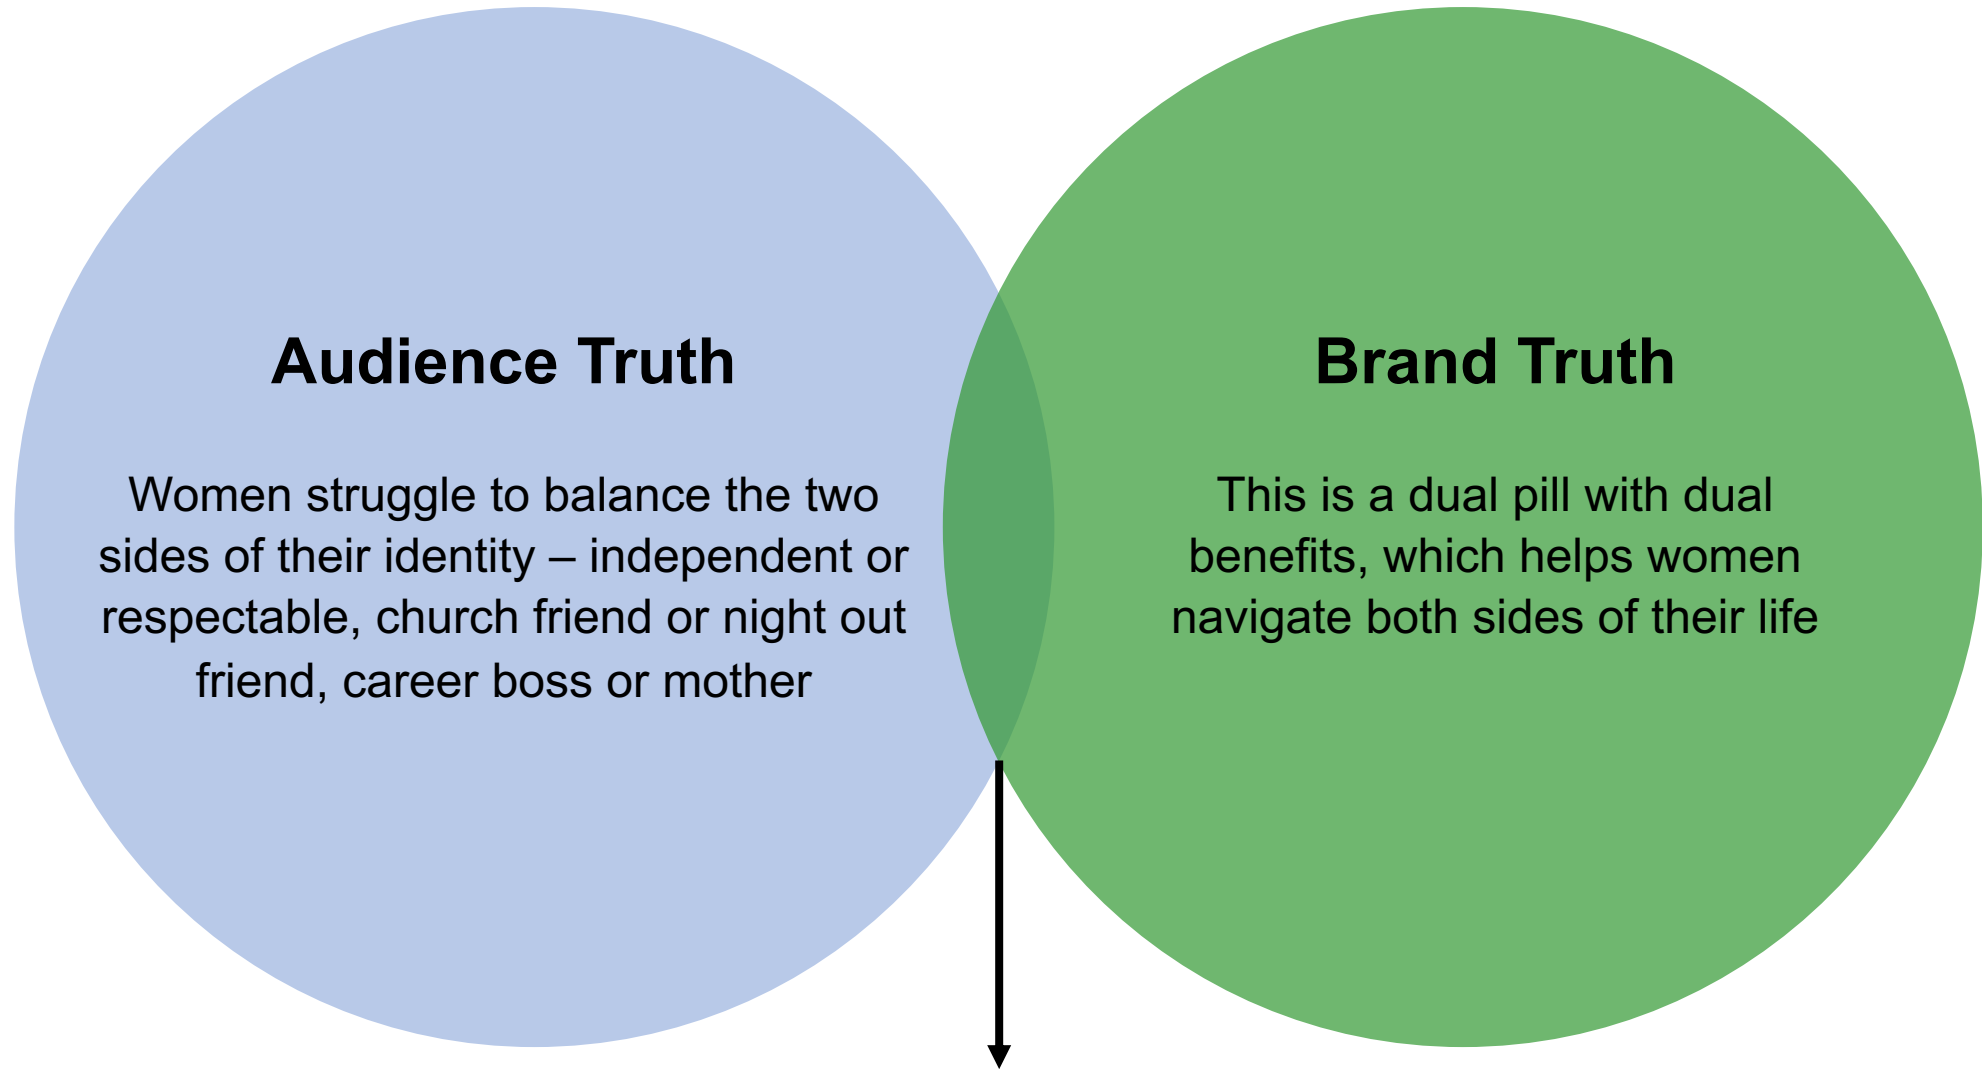 Audience Truth
Women struggle to balance the two
sides of their identity – independent or
respectable, church friend or night out
friend, career boss or mother
Brand Truth
This is a dual pill with dual
benefits, which helps women
navigate both sides of their life